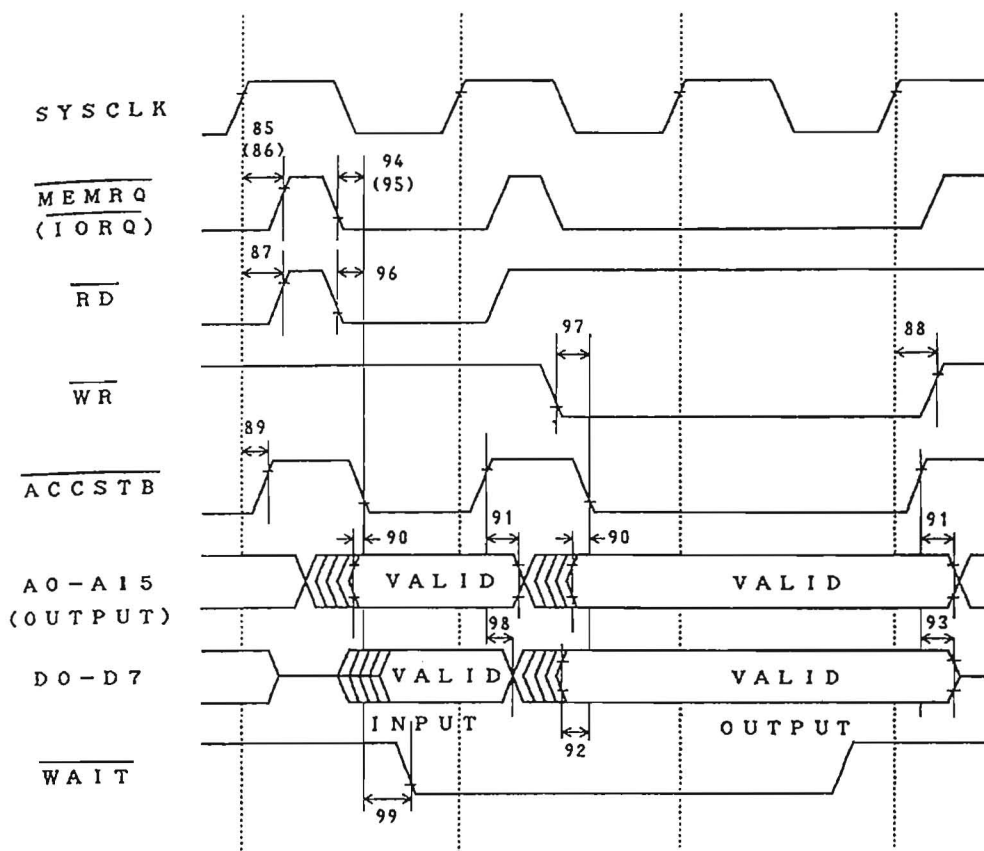 SYSCLK
85
(86)
94
(95)
MEMRQ
(IORQ)
87
96
RD
97
88
WR
89
ACCSTB
90
91
90
91
A0-A15
(OUTPUT)
VALID
VALID
98
93
D0-D7
VALID
VALID
INPUT
OUTPUT
92
WAIT
99